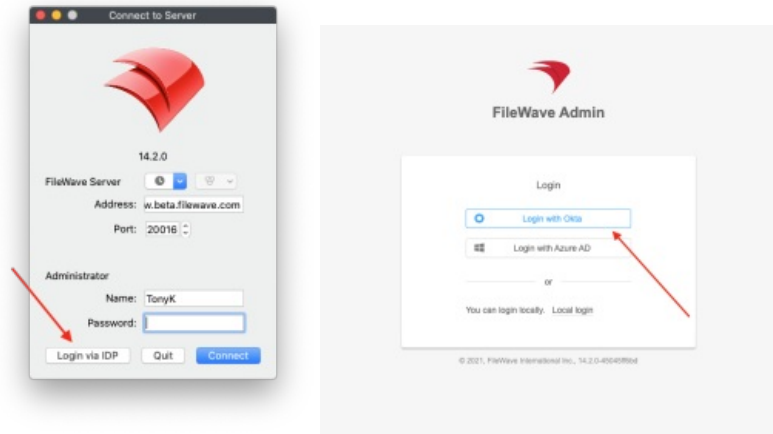 Connect to Server
14.2.0
FileWave Server
Address: w.beta.filewave.com
Port: 20016
Administrator
Name: TonyK
Password:
Login via IDP Quit Connect
FileWave Admin
Login
Login with Okta
Login with Azure AD
or
You can login locally. Local login
© 2021, FileWave International Inc., 14.2.0